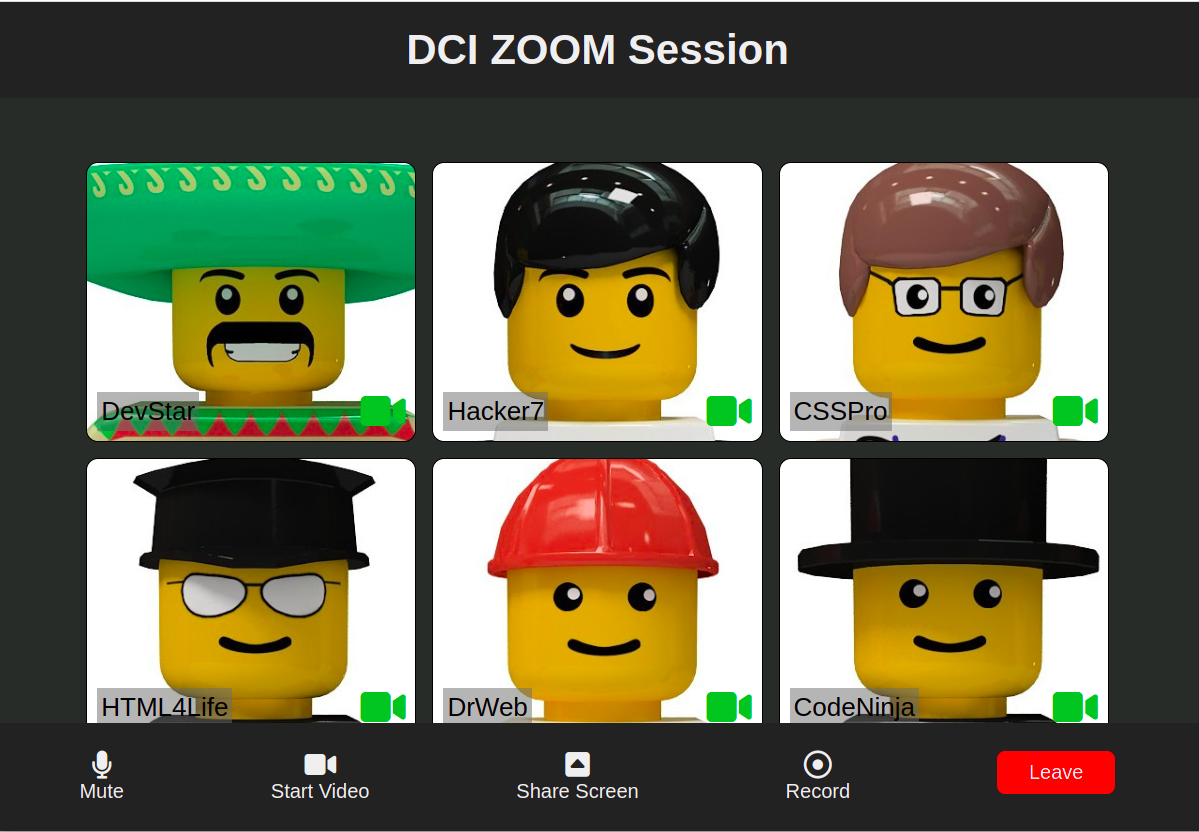 DCI ZOOM Session
DevStar
Hacker7
CSSPro
HTML4Life
DrWeb
CodeNinja
Mute
Start Video
Share Screen
Record
Leave